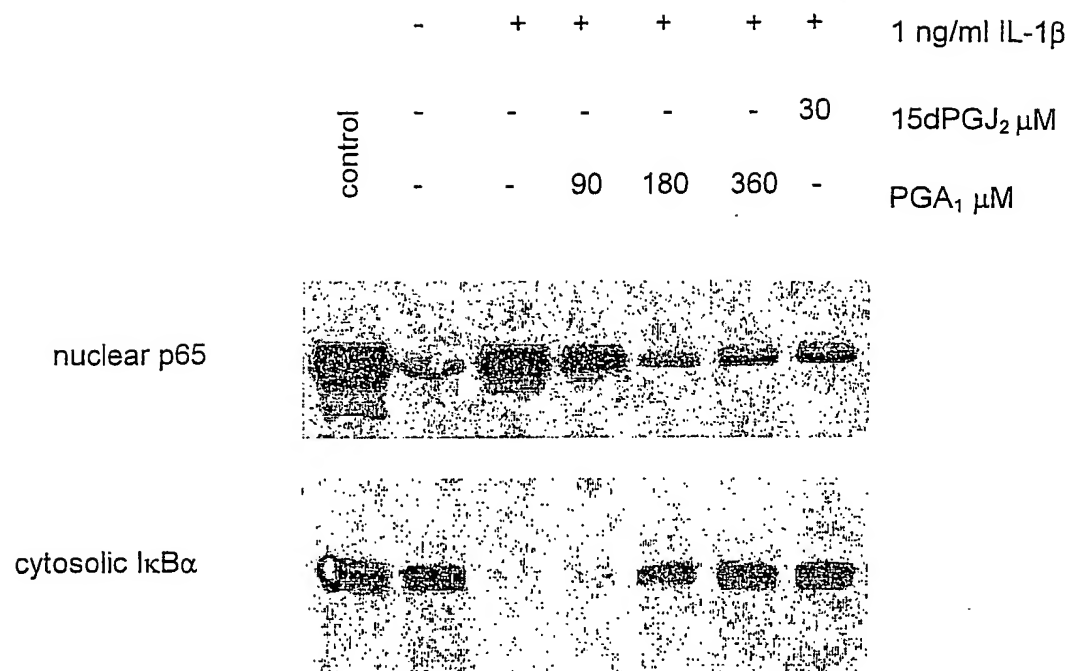 - + + + + + 1 ng/ml IL-1β
control
- - - - - 30 15dPGJ₂ μM
- - 90 180 360 - PGA₁ μM
nuclear p65
cytosolic IκBα